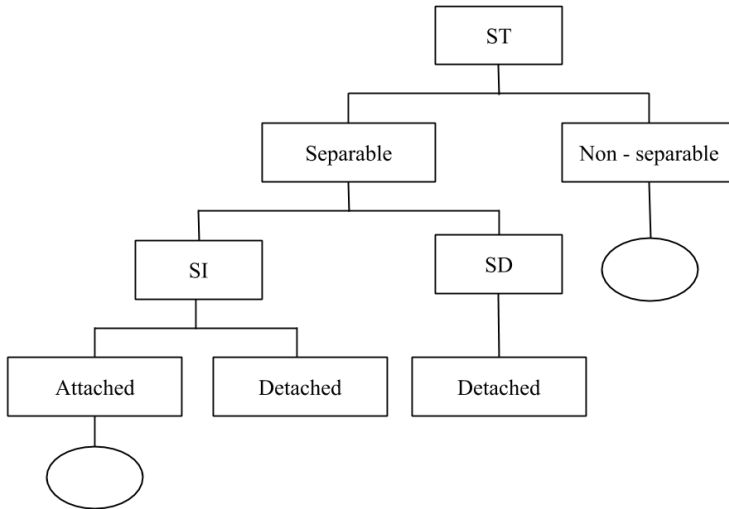 ST
Separable
Non - separable
SI
SD
Attached
Detached
Detached